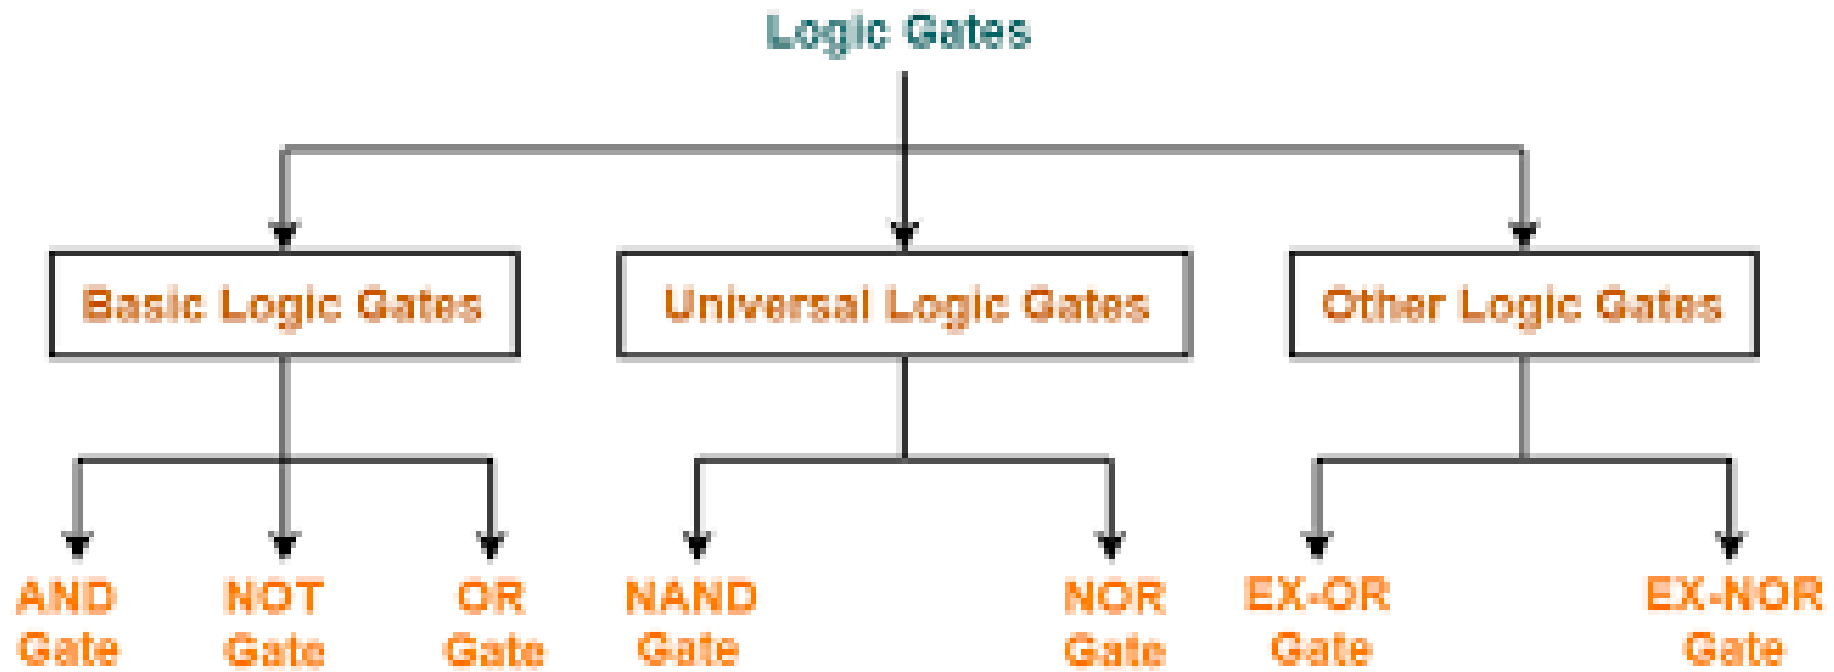 Logic Gates
Basic Logic Gates
Universal Logic Gates
Other Logic Gates
AND
Gate
NOT
Gate
OR
Gate
NAND
Gate
NOR
Gate
EX-OR
Gate
EX-NOR
Gate